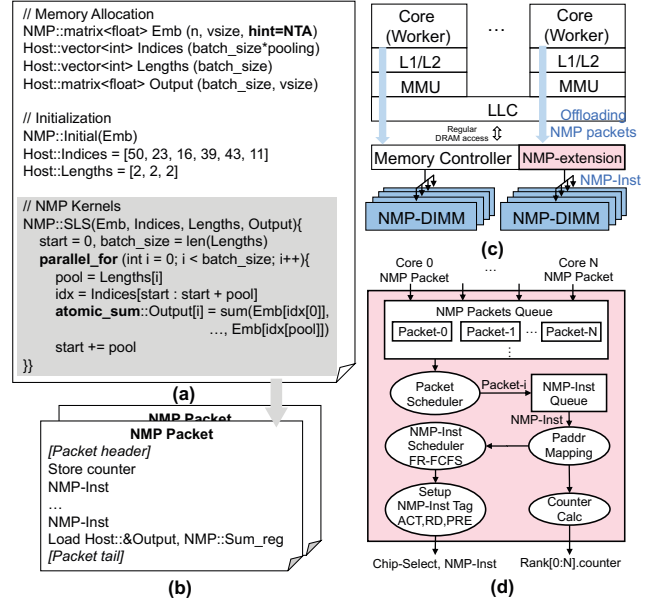 // Memory Allocation
NMP::matrix<float> Emb (n, vsize, hint=NTA)
Host::vector<int> Indices (batch_size*pooling)
Host::vector<int> Lengths (batch_size)
Host::matrix<float> Output (batch_size, vsize)
// Initialization
NMP::Initial(Emb)
Host::Indices = [50, 23, 16, 39, 43, 11]
Host::Lengths = [2, 2, 2]
// NMP Kernels
NMP::SLS(Emb, Indices, Lengths, Output){
start = 0, batch_size = len(Lengths)
parallel_for (int i = 0; i < batch_size; i++){
pool = Lengths[i]
idx = Indices[start : start + pool]
atomic_sum::Output[i] = sum(Emb[idx[0]],
…, Emb[idx[pool]])
start += pool
}}
(a)
NMP Packet
NMP Packet
[Packet header]
Store counter
NMP-Inst
…
NMP-Inst
Load Host::&Output, NMP::Sum_reg
[Packet tail]
(b)
Core
(Worker)
L1/L2
MMU
…
Core
(Worker)
L1/L2
MMU
LLC
Regular
DRAM access
Offloading
NMP packets
Memory Controller
NMP-extension
NMP-Inst
NMP-DIMM
NMP-DIMM
(c)
Core 0
NMP Packet
…
Core N
NMP Packet
NMP Packets Queue
Packet-0
Packet-1
…
Packet-N
⋮
Packet
Scheduler
Packet-i
NMP-Inst
Queue
NMP-Inst
NMP-Inst
Scheduler
FR-FCFS
Paddr
Mapping
Setup
NMP-Inst Tag
ACT,RD,PRE
Counter
Calc
Chip-Select, NMP-Inst
Rank[0:N].counter
(d)